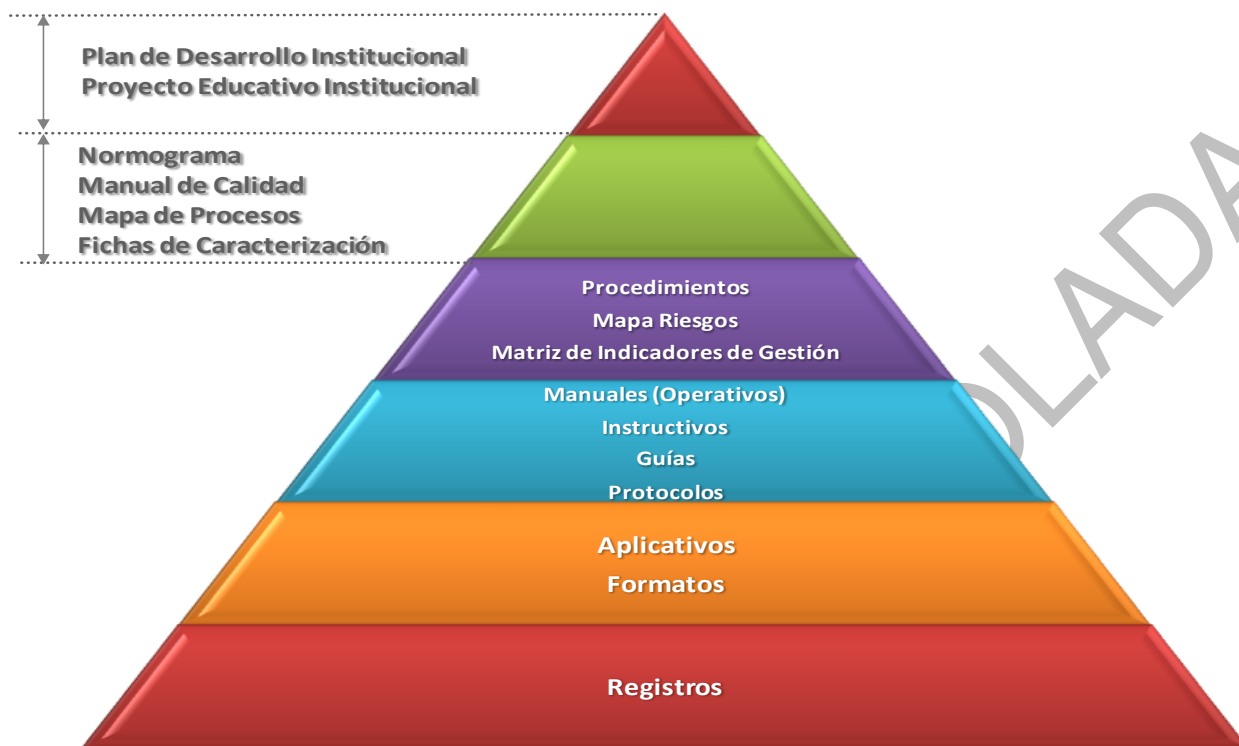 Plan de Desarrollo Institucional
Proyecto Educativo Institucional
Normograma
Manual de Calidad
Mapa de Procesos
Fichas de Caracterización
Procedimientos
Mapa Riesgos
Matriz de Indicadores de Gestión
Manuales (Operativos)
Instructivos
Guías
Protocolos
Aplicativos
Formatos
Registros